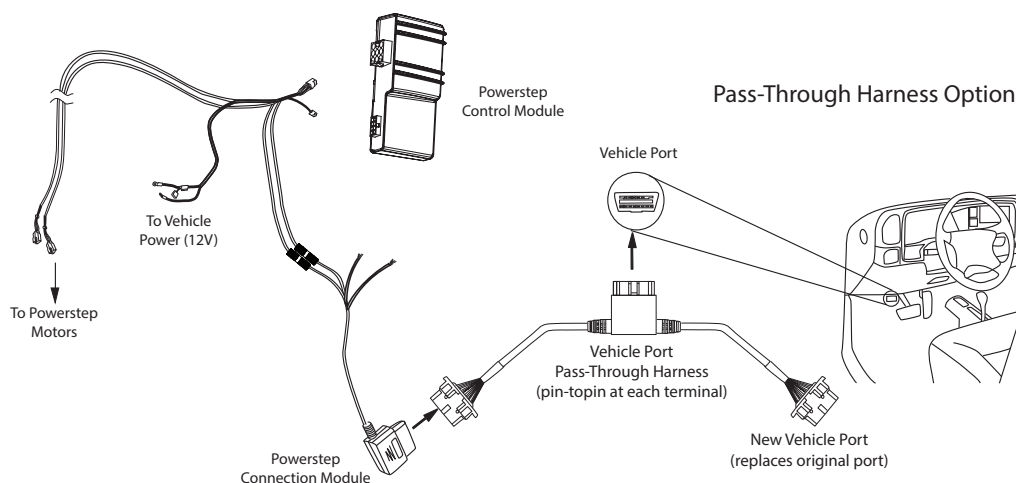 Powerstep
Control Module
Pass-Through Harness Option
Vehicle Port
To Vehicle
Power (12V)
To Powerstep
Motors
Vehicle Port
Pass-Through Harness
(pin-topin at each terminal)
New Vehicle Port
(replaces original port)
Powerstep
Connection Module